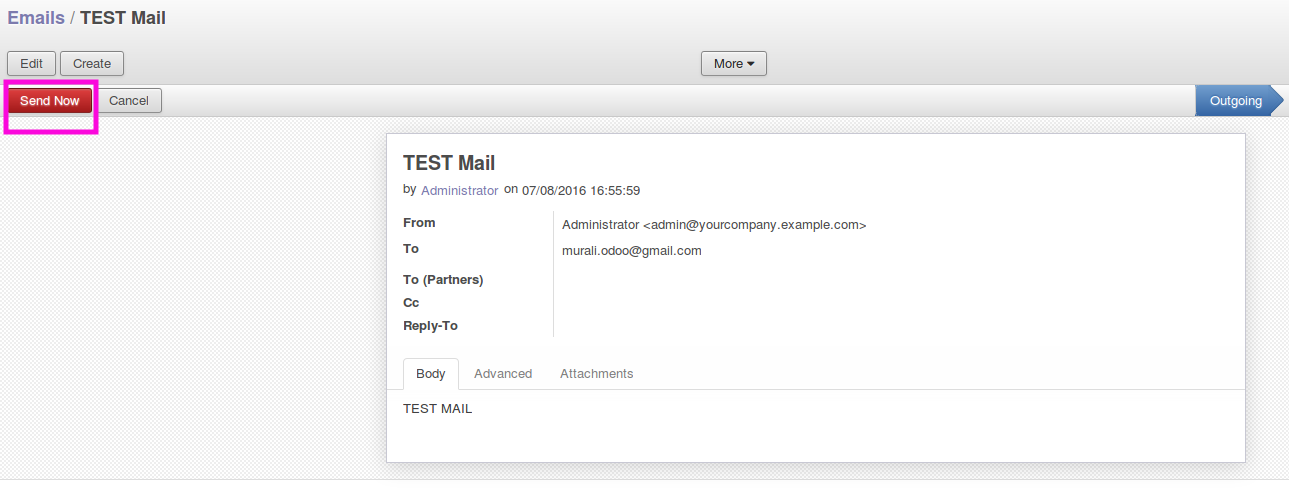 Emails / TEST Mail
Edit Create More
Send Now Cancel Outgoing
TEST Mail
by Administrator on 07/08/2016 16:55:59
From Administrator <admin@yourcompany.example.com>
To murali.odoo@gmail.com
To (Partners)
Cc
Reply-To
Body Advanced Attachments
TEST MAIL